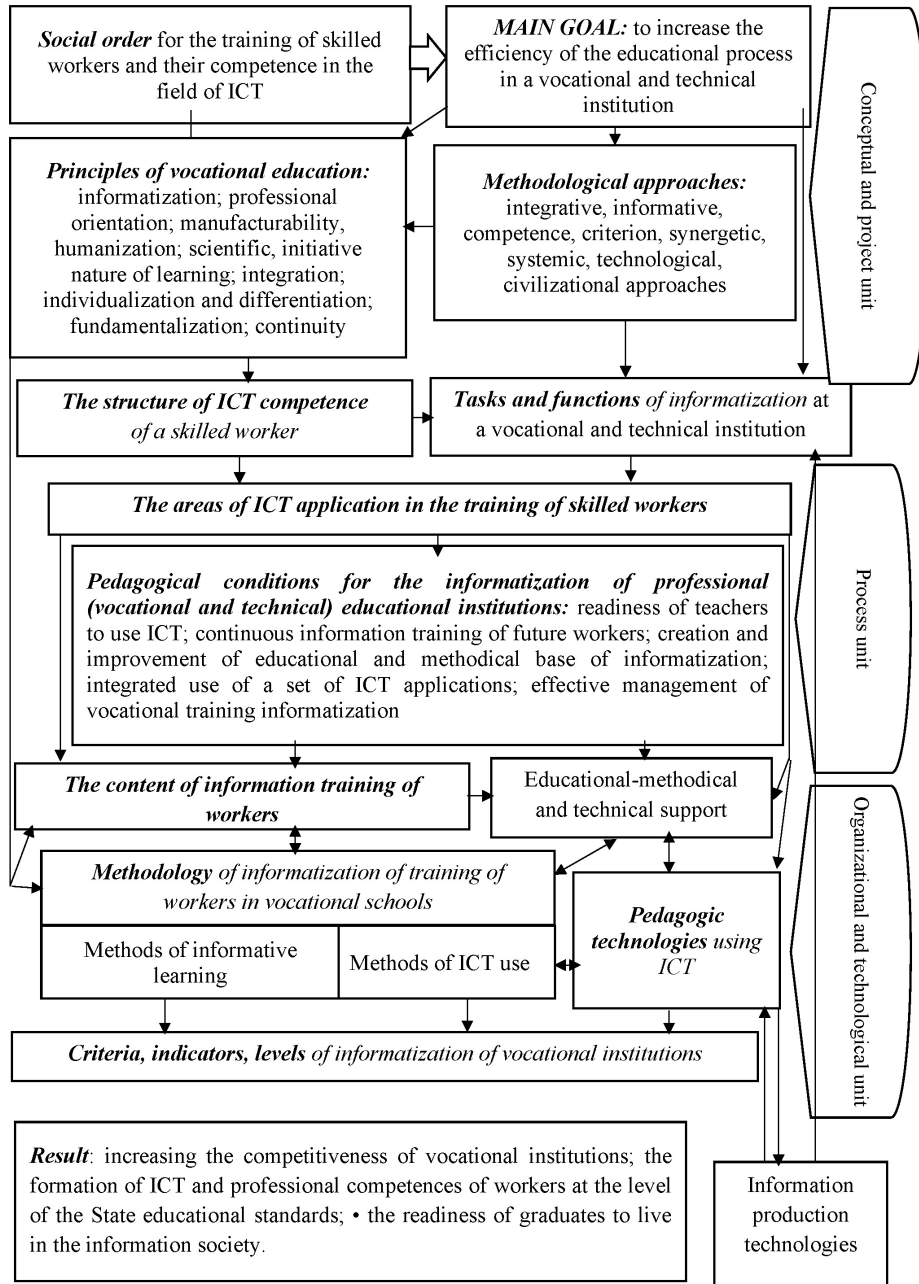 Social order for the training of skilled
workers and their competence in the
field of ICT
MAIN GOAL: to increase the
efficiency of the educational process
in a vocational and technical
institution
Conceptual and project unit
Principles of vocational education:
informatization; professional
orientation; manufacturability,
humanization; scientific, initiative
nature of learning; integration;
individualization and differentiation;
fundamentalization; continuity
Methodological approaches:
integrative, informative,
competence, criterion, synergetic,
systemic, technological,
civilizational approaches
The structure of ICT competence
of a skilled worker
Tasks and functions of informatization at
a vocational and technical institution
The areas of ICT application in the training of skilled workers
Process unit
Pedagogical conditions for the informatization of professional
(vocational and technical) educational institutions: readiness of teachers
to use ICT; continuous information training of future workers; creation and
improvement of educational and methodical base of informatization;
integrated use of a set of ICT applications; effective management of
vocational training informatization
The content of information training of
workers
Educational-methodical
and technical support
Organizational and technological unit
Methodology of informatization of training of
workers in vocational schools
Methods of informative
learning
Methods of ICT use
Pedagogic
technologies using
ICT
Criteria, indicators, levels of informatization of vocational institutions
Result: increasing the competitiveness of vocational institutions; the
formation of ICT and professional competences of workers at the level
of the State educational standards; • the readiness of graduates to live
in the information society.
Information
production
technologies